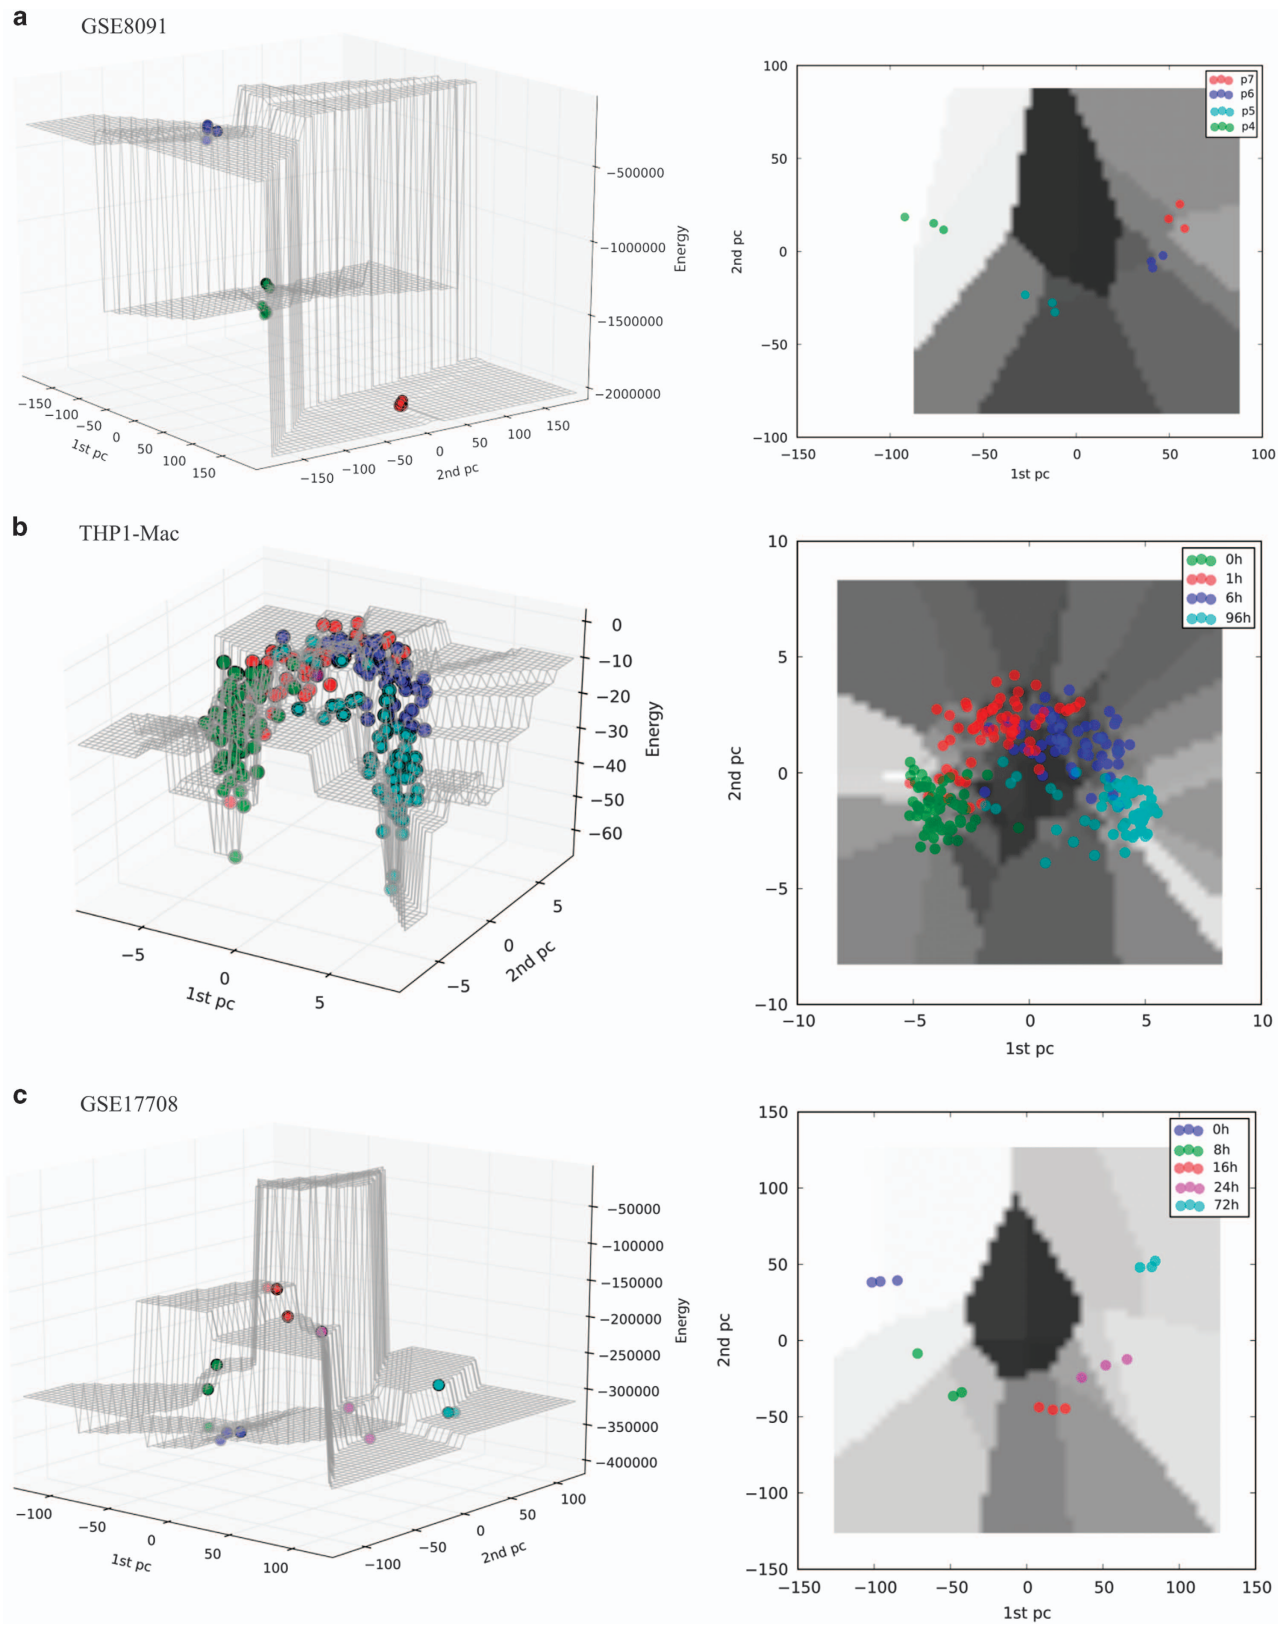 a
GSE8091
−500000
−1000000
−1500000
−2000000
Energy
−150
−100
−50
0
50
100
150
1st pc
−150
−100
−50
0
50
100
150
2nd pc
100
50
0
−50
−100
2nd pc
−150
−100
−50
0
50
100
1st pc
p7
p6
p5
p4
b
THP1-Mac
0
−10
−20
−30
−40
−50
−60
Energy
−5
0
5
1st pc
−5
0
5
2nd pc
10
5
0
−5
−10
2nd pc
−10
−5
0
5
10
1st pc
0h
1h
6h
96h
c
GSE17708
−50000
−100000
−150000
−200000
−250000
−300000
−350000
−400000
Energy
−100
−50
0
50
100
1st pc
−100
−50
0
50
100
2nd pc
150
100
50
0
−50
−100
−150
2nd pc
−150
−100
−50
0
50
100
150
1st pc
0h
8h
16h
24h
72h